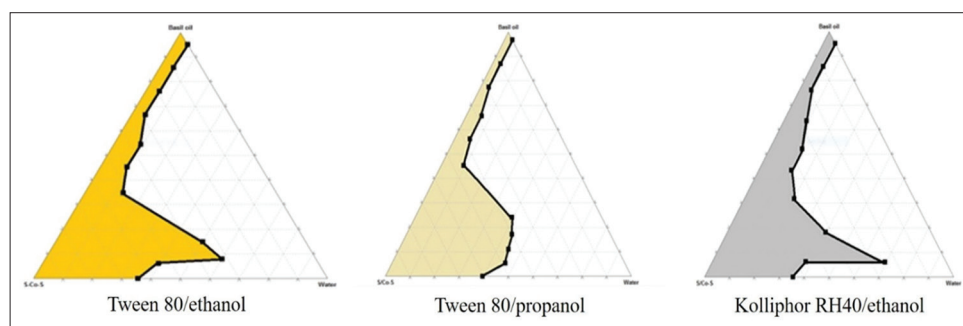 Basil oil
Basil oil
Basil oil
S/Co-S
Water
S/Co-S
Water
S/Co-S
Water
Tween 80/ethanol
Tween 80/propanol
Kolliphor RH40/ethanol